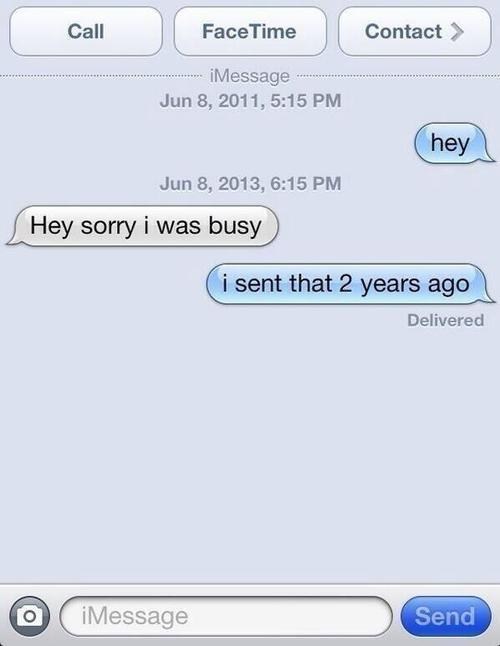 Call FaceTime Contact
iMessage
Jun 8, 2011, 5:15 PM
hey
Jun 8, 2013, 6:15 PM
Hey sorry i was busy
i sent that 2 years ago
Delivered
iMessage Send